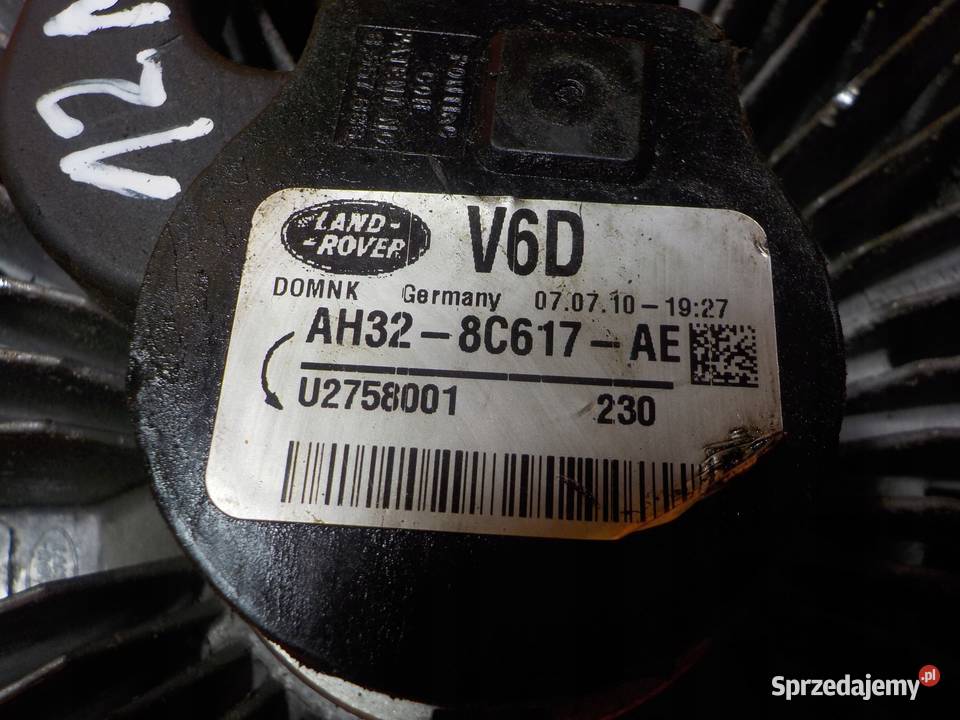 LAND-
-ROVER
V6D
DOMNK Germany 07.07.10-19:27
AH32-8C617-AE
U2758001 230
Sprzedajemy.pl